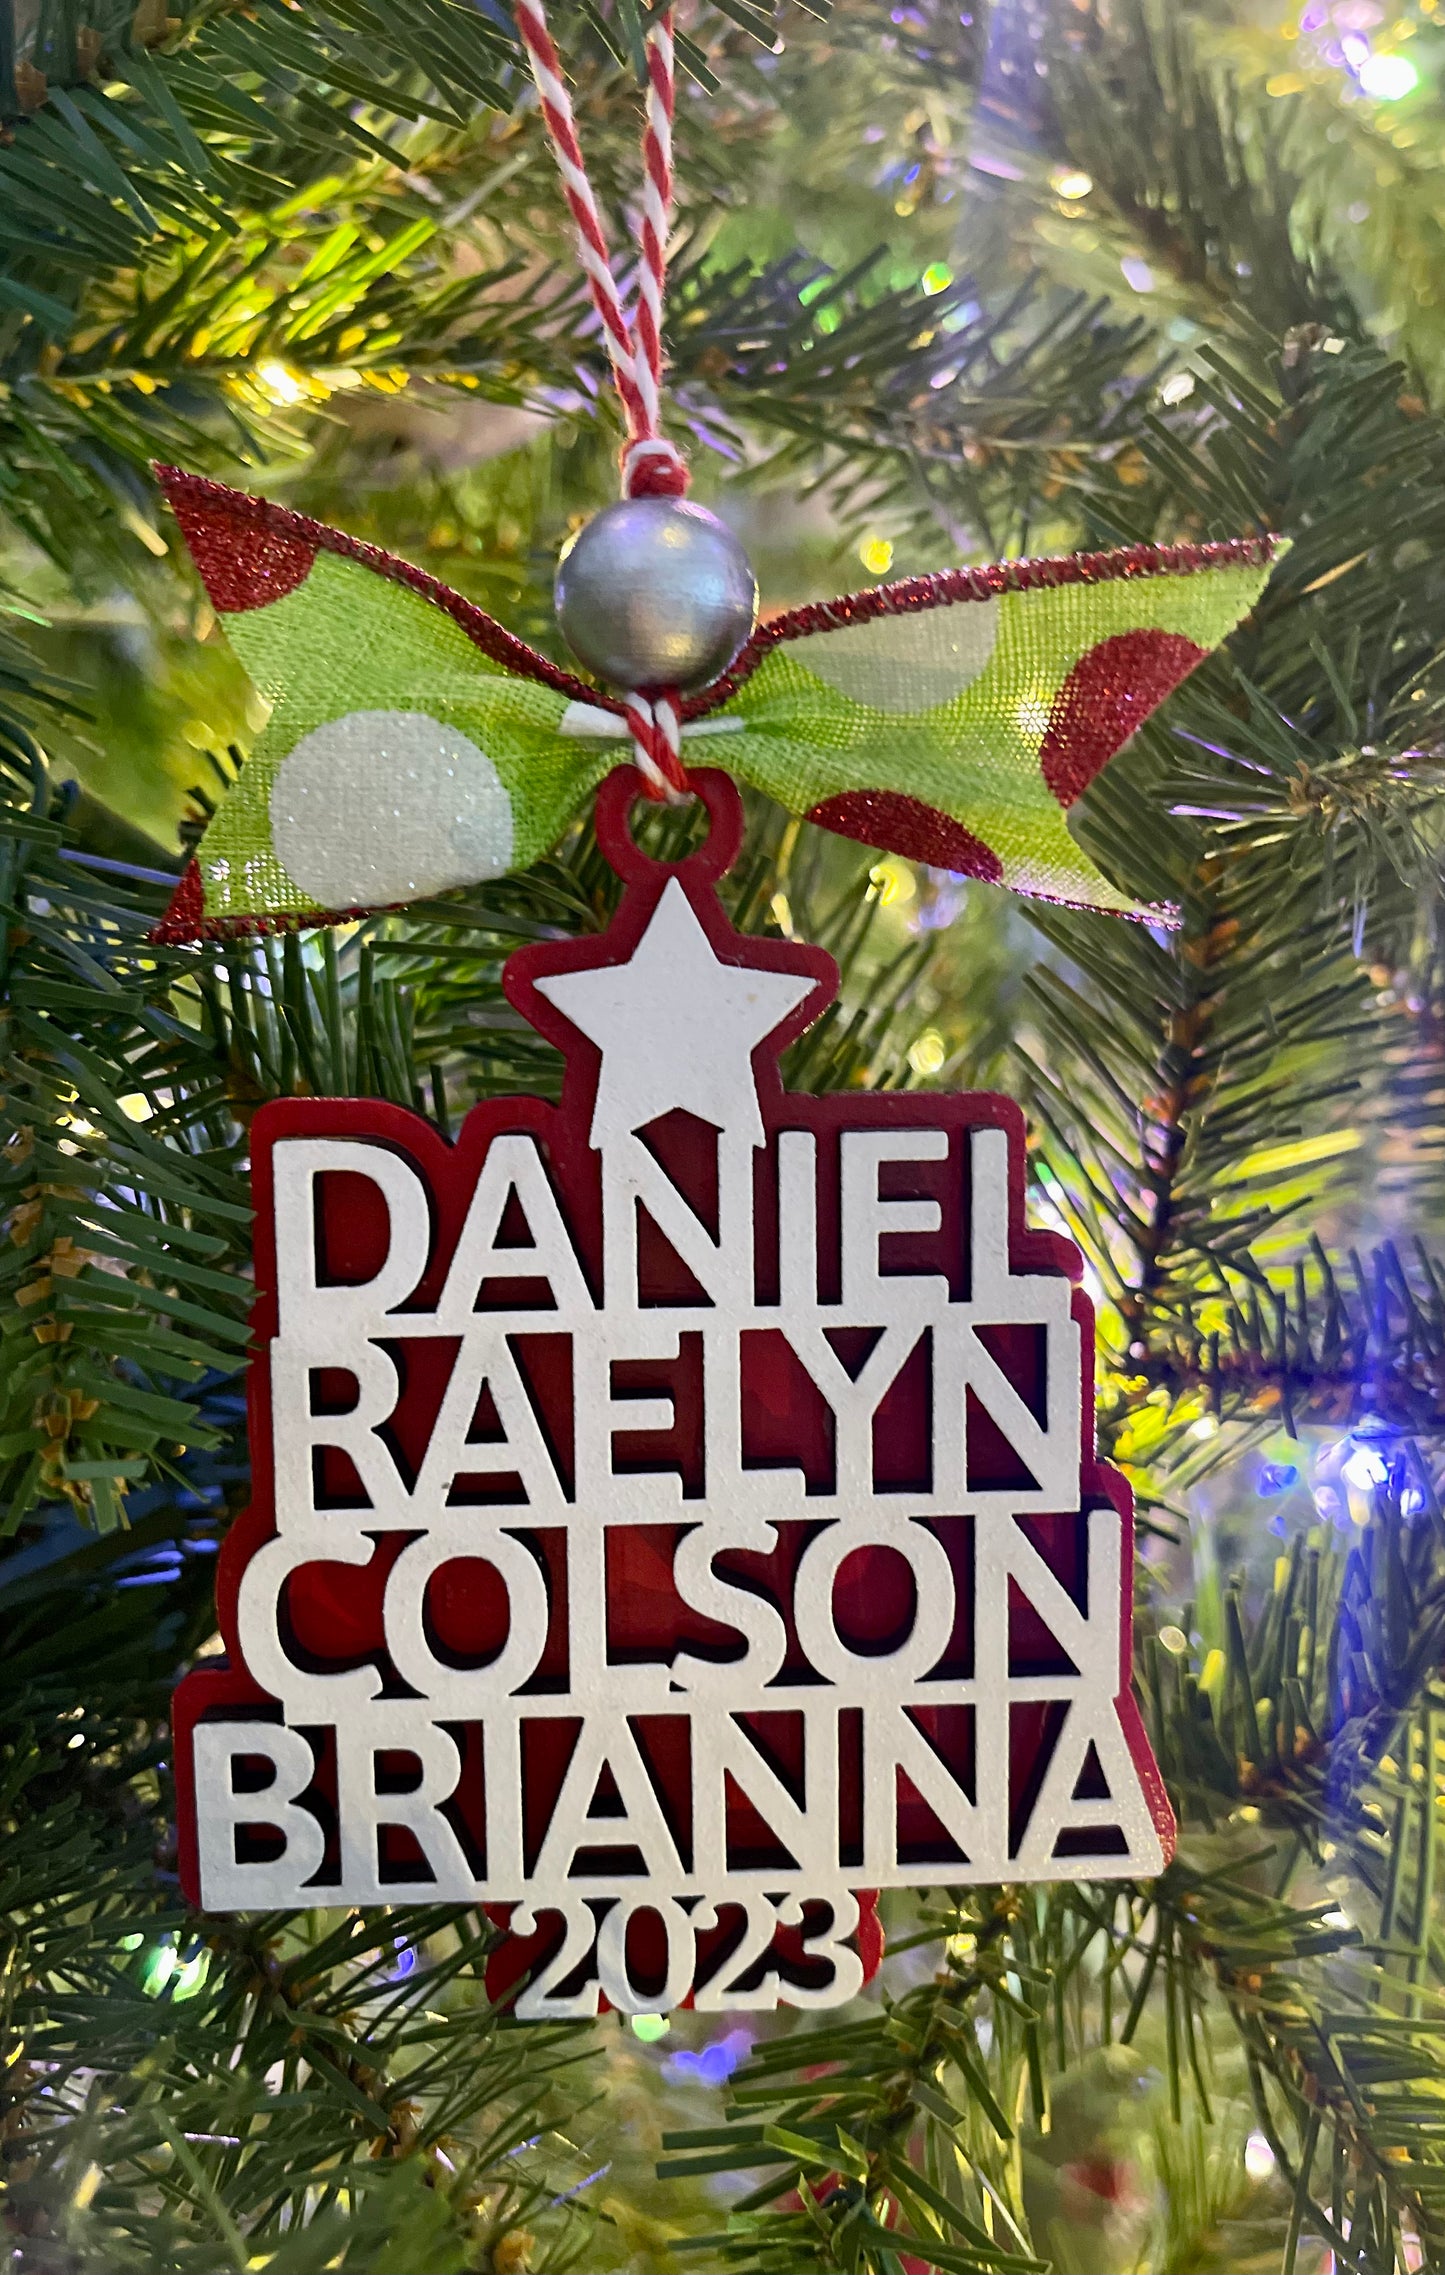 DANIEL
RAELYN
COLSON
BRIANNA
2023